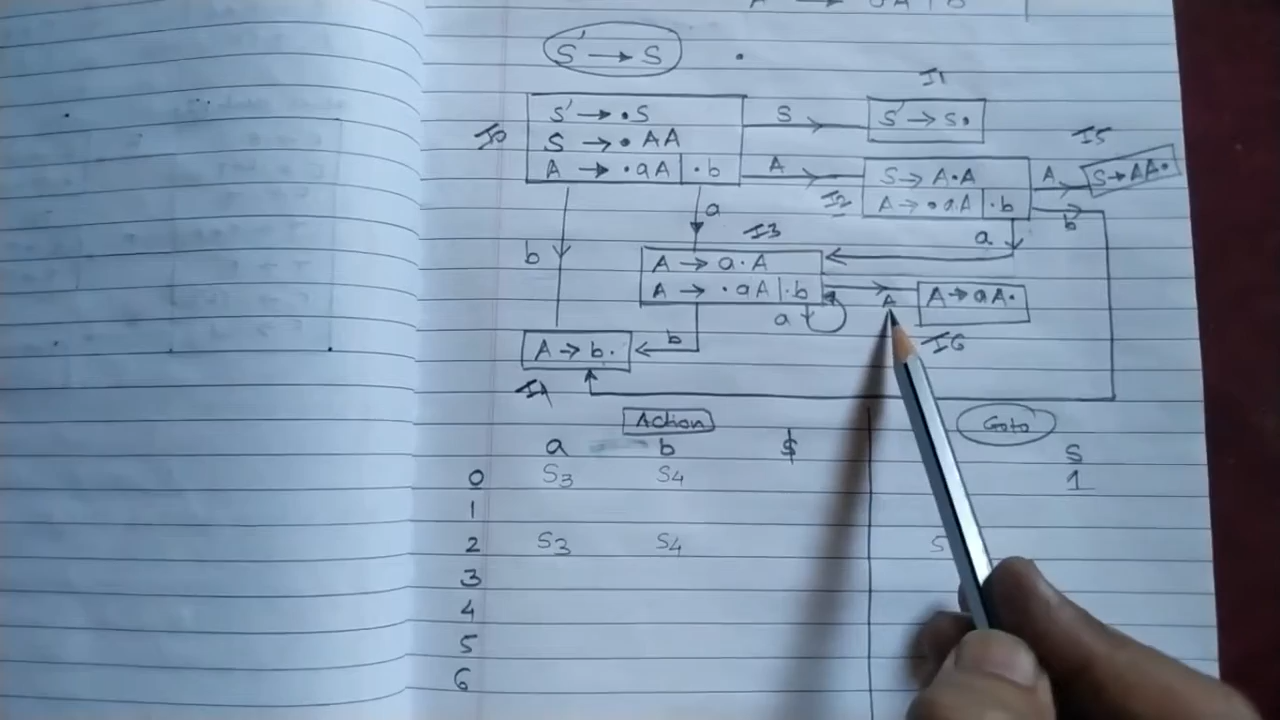 A → aA | b
S' → S .
I1
S' → .S S S' → S.
I0 S → .AA I5
A → .aA | .b A S → A.A A S → AA.
I2 A → .aA | .b b
a I3 a
b A → a.A
A → .aA | .b A A → aA.
a
A → b. b I6
I4
Action Goto
a b $ S
0 S3 S4 1
1
2 S3 S4 5
3
4
5
6